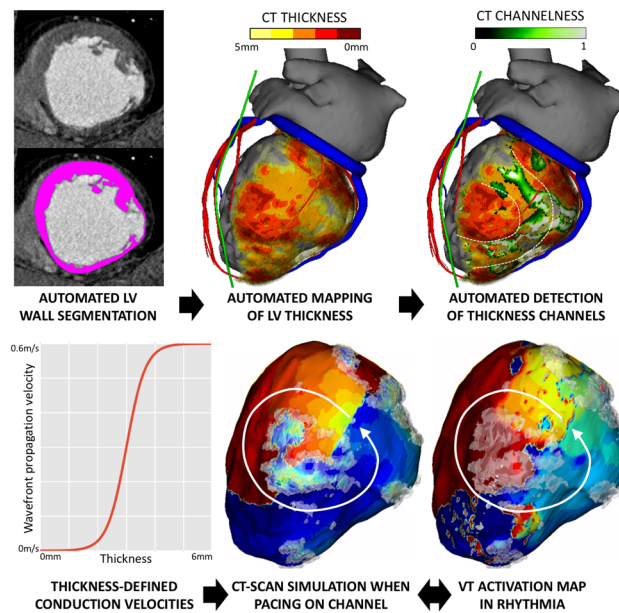 CT THICKNESS
5mm 0mm
CT CHANNELNESS
0 1
AUTOMATED LV
WALL SEGMENTATION
AUTOMATED MAPPING
OF LV THICKNESS
AUTOMATED DETECTION
OF THICKNESS CHANNELS
Wavefront propagation velocity
0.6m/s
0m/s
0mm
Thickness
6mm
THICKNESS-DEFINED
CONDUCTION VELOCITIES
CT-SCAN SIMULATION WHEN
PACING ON CHANNEL
VT ACTIVATION MAP
IN RHYTHMIA